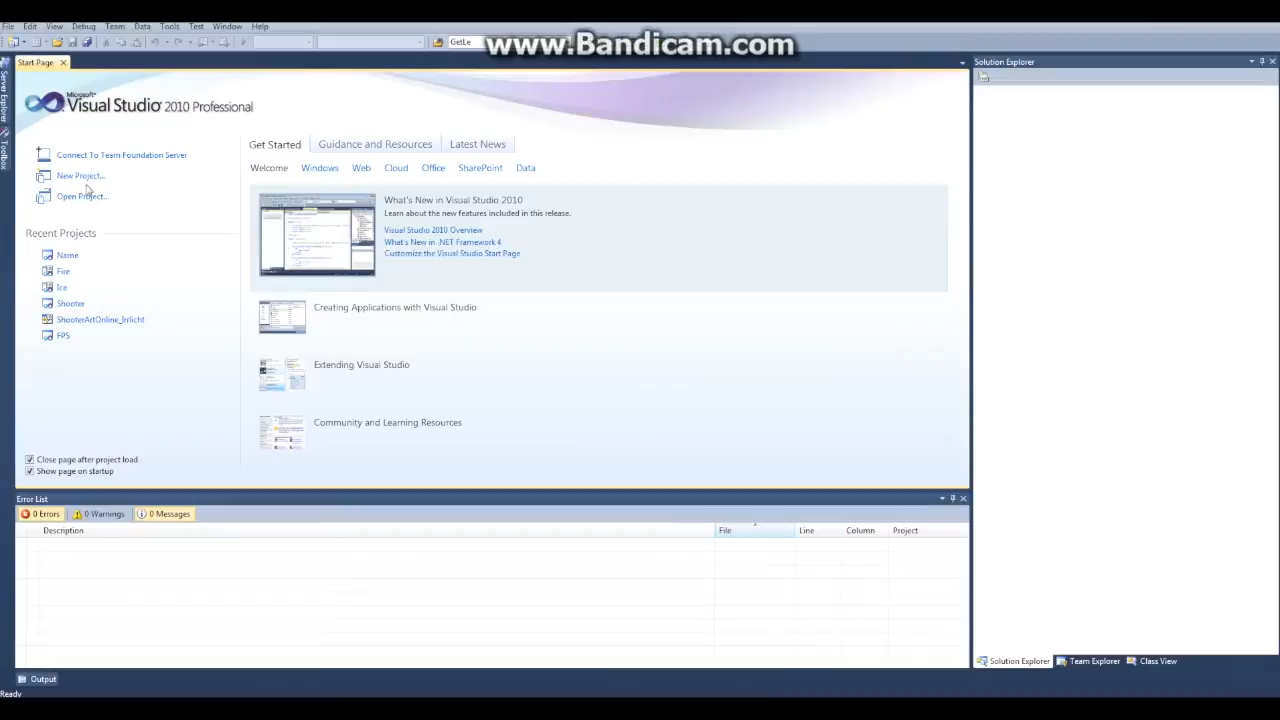 File Edit View Debug Team Data Tools Test Window Help
GetLe
www.Bandicam.com
Start Page
Solution Explorer
Server Explorer
Toolbox
Microsoft®
Visual Studio 2010 Professional
Connect To Team Foundation Server
New Project...
Open Project...
Recent Projects
Name
Fire
Ice
Shooter
ShooterArtOnline_Irrlicht
FPS
Close page after project load
Show page on startup
Get Started Guidance and Resources Latest News
Welcome Windows Web Cloud Office SharePoint Data
What's New in Visual Studio 2010
Learn about the new features included in this release.
Visual Studio 2010 Overview
What's New in .NET Framework 4
Customize the Visual Studio Start Page
Creating Applications with Visual Studio
Extending Visual Studio
Community and Learning Resources
Error List
0 Errors 0 Warnings 0 Messages
Description File Line Column Project
Solution Explorer Team Explorer Class View
Output
Ready